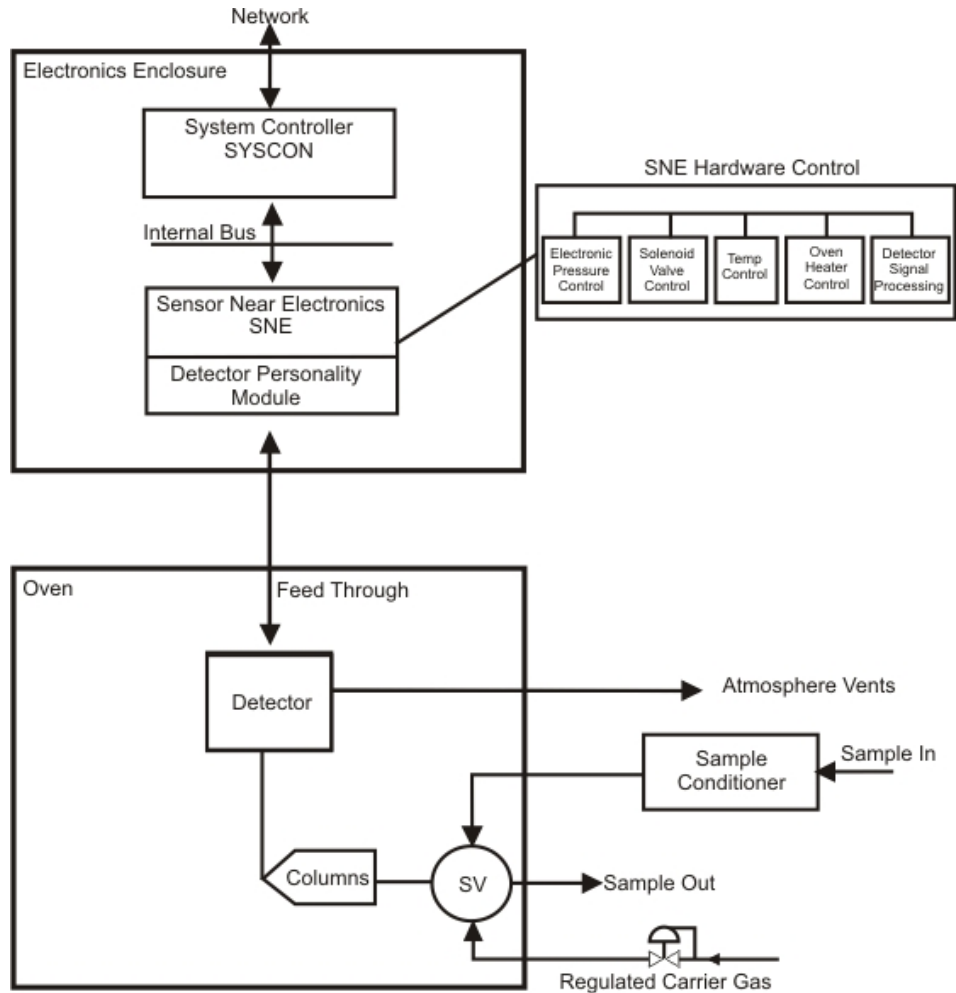 Network
Electronics Enclosure
System Controller
SYSCON
Internal Bus
Sensor Near Electronics
SNE
Detector Personality
Module
SNE Hardware Control
Electronic
Pressure
Control
Solenoid
Valve
Control
Temp
Control
Oven
Heater
Control
Detector
Signal
Processing
Oven
Feed Through
Detector
Atmosphere Vents
Sample
Conditioner
Sample In
Columns
SV
Sample Out
Regulated Carrier Gas